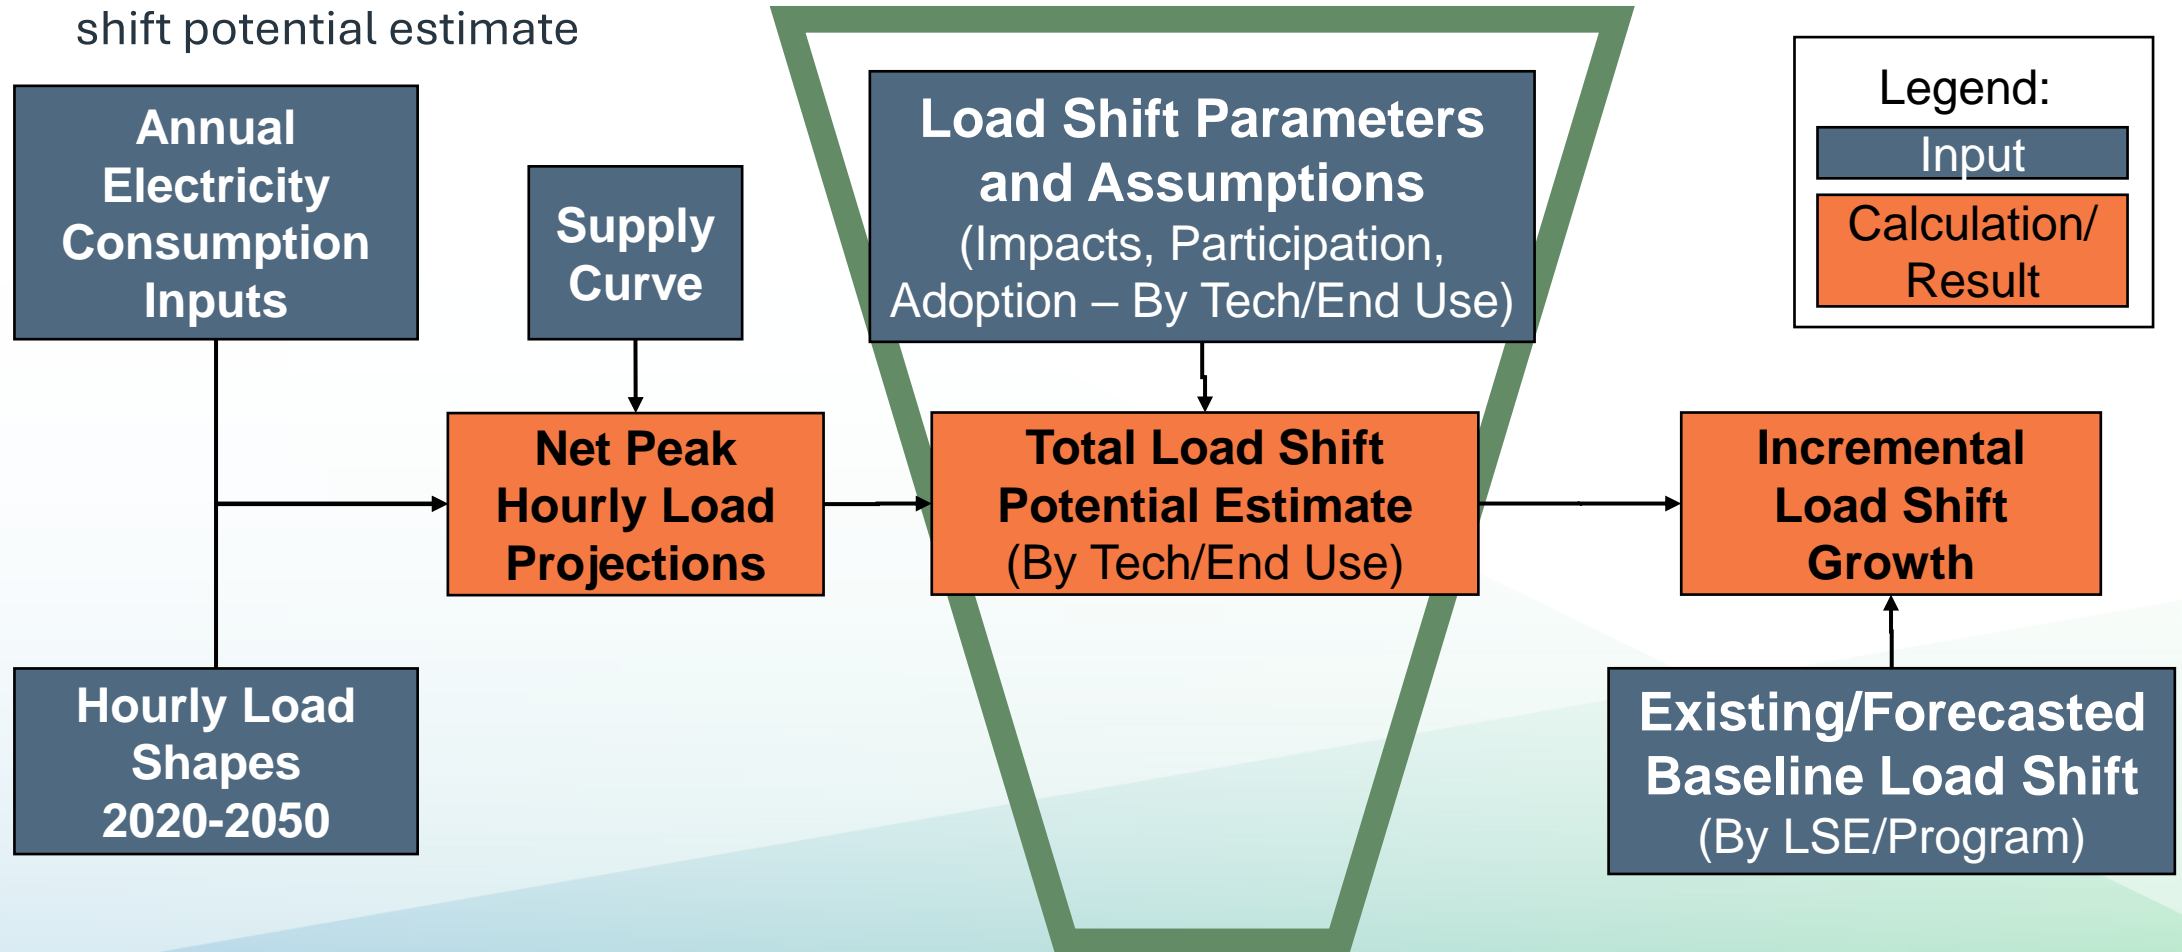 shift potential estimate
Annual
Electricity
Consumption
Inputs
Supply
Curve
Load Shift Parameters
and Assumptions
(Impacts, Participation,
Adoption – By Tech/End Use)
Legend:
Input
Calculation/
Result
Net Peak
Hourly Load
Projections
Total Load Shift
Potential Estimate
(By Tech/End Use)
Incremental
Load Shift
Growth
Hourly Load
Shapes
2020-2050
Existing/Forecasted
Baseline Load Shift
(By LSE/Program)